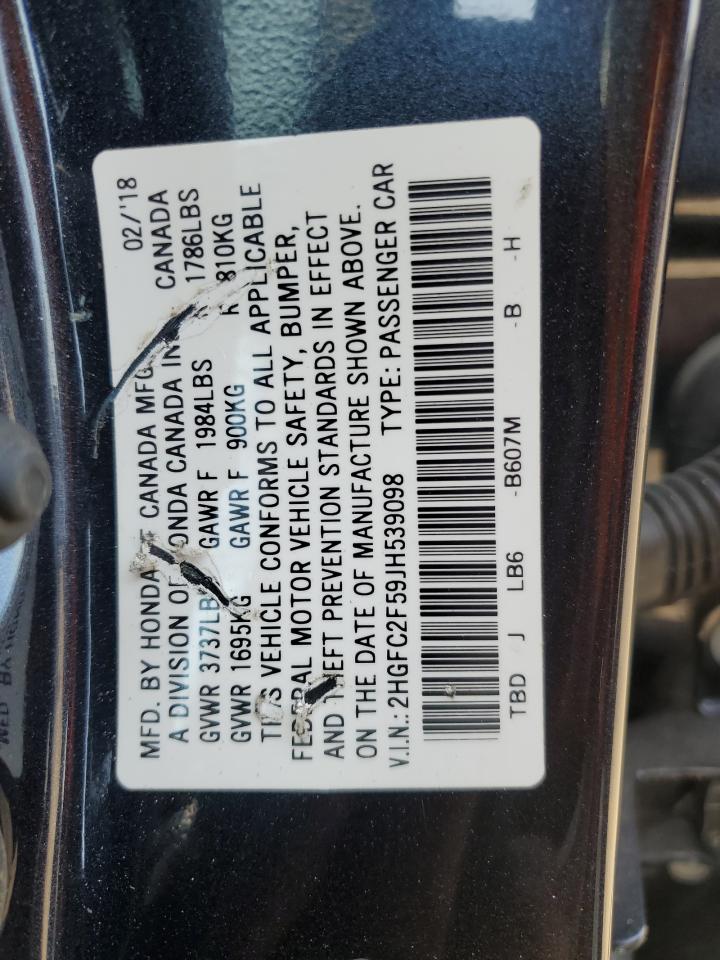 MFD. BY HONDA OF CANADA MFG. 02/'18
A DIVISION OF HONDA CANADA INC. CANADA
GVWR 3737LBS GAWR F 1984LBS R 1786LBS
GVWR 1695KG GAWR F 900KG R 810KG
THIS VEHICLE CONFORMS TO ALL APPLICABLE
FEDERAL MOTOR VEHICLE SAFETY, BUMPER,
AND THEFT PREVENTION STANDARDS IN EFFECT
ON THE DATE OF MANUFACTURE SHOWN ABOVE.
V.I.N.: 2HGFC2F59JH539098 TYPE: PASSENGER CAR
TBD J LB6 -B607M -B -H